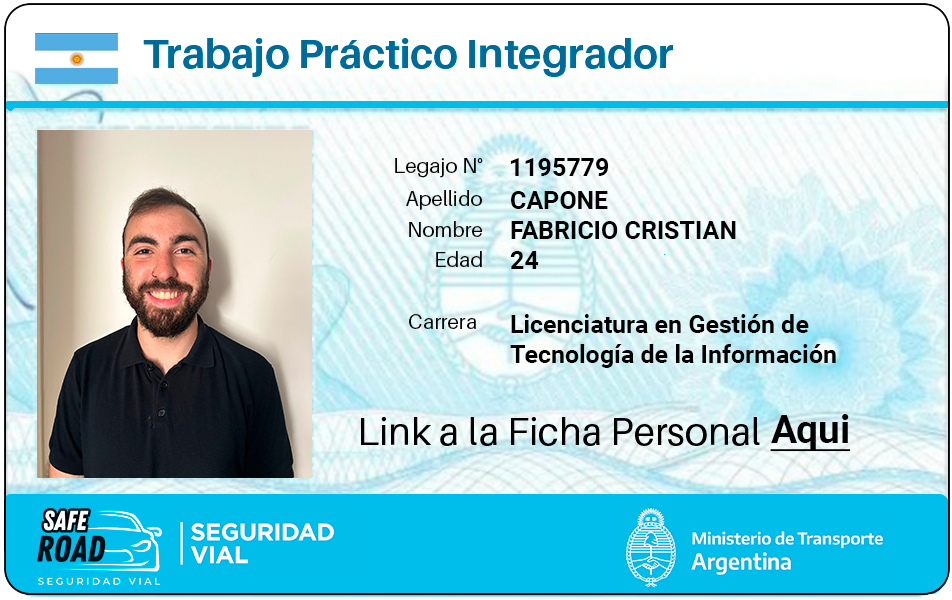 Trabajo Práctico Integrador
Legajo N° 1195779
Apellido CAPONE
Nombre FABRICIO CRISTIAN
Edad 24
Carrera Licenciatura en Gestión de
Tecnología de la Información
Link a la Ficha Personal Aqui
SAFE
ROAD
SEGURIDAD VIAL
SEGURIDAD
VIAL
Ministerio de Transporte
Argentina